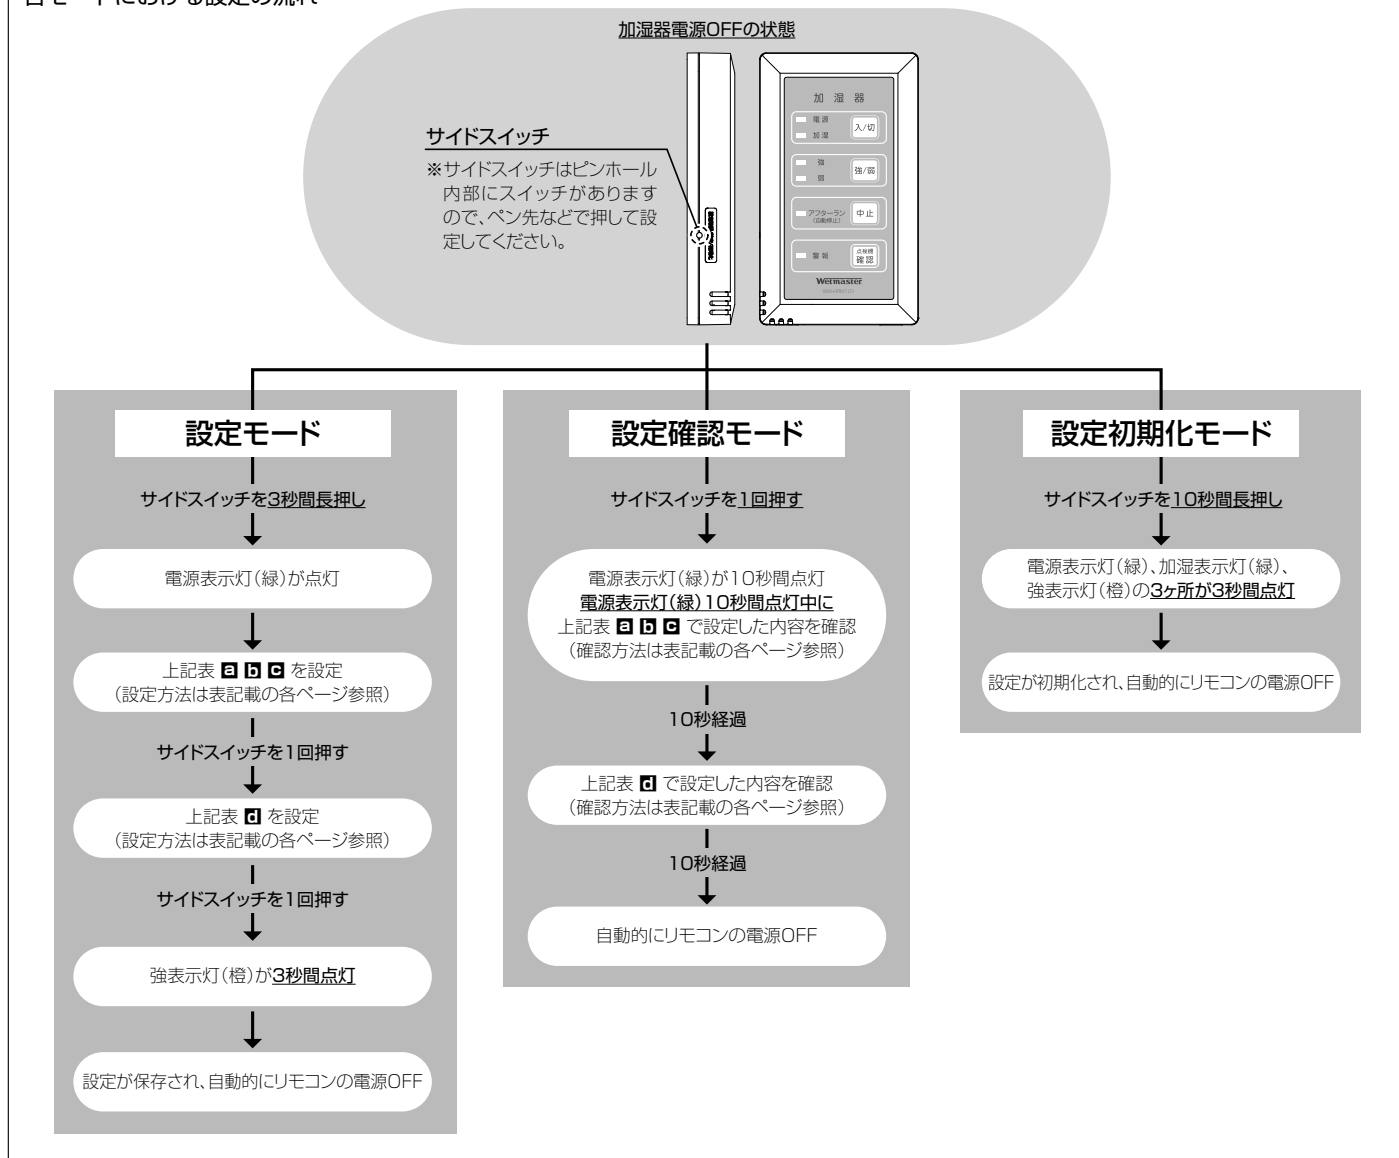 各モードにおける設定の流れ
加湿器電源OFFの状態
サイドスイッチ
※サイドスイッチはピンホール
内部にスイッチがあります
ので、ペン先などで押して設
定してください。
加 湿 器
電源
加湿
入/切
強
弱
強/弱
アフターラン
(自動停止)
中止
警報
点検後
確認
Wetmaster
設定モード
サイドスイッチを3秒間長押し
電源表示灯(緑)が点灯
上記表 a b c を設定
(設定方法は表記載の各ページ参照)
サイドスイッチを1回押す
上記表 d を設定
(設定方法は表記載の各ページ参照)
サイドスイッチを1回押す
強表示灯(橙)が3秒間点灯
設定が保存され、自動的にリモコンの電源OFF
設定確認モード
サイドスイッチを1回押す
電源表示灯(緑)が10秒間点灯
電源表示灯(緑)10秒間点灯中に
上記表 a b c で設定した内容を確認
(確認方法は表記載の各ページ参照)
10秒経過
上記表 d で設定した内容を確認
(確認方法は表記載の各ページ参照)
10秒経過
自動的にリモコンの電源OFF
設定初期化モード
サイドスイッチを10秒間長押し
電源表示灯(緑)、加湿表示灯(緑)、
強表示灯(橙)の3ヶ所が3秒間点灯
設定が初期化され、自動的にリモコンの電源OFF